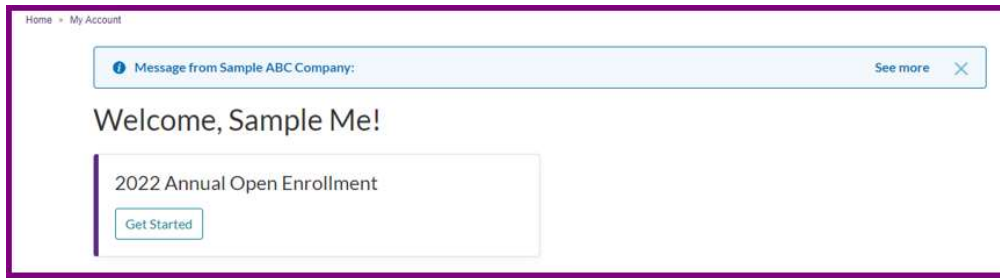 Home > My Account
Message from Sample ABC Company: See more
Welcome, Sample Me!
2022 Annual Open Enrollment
Get Started